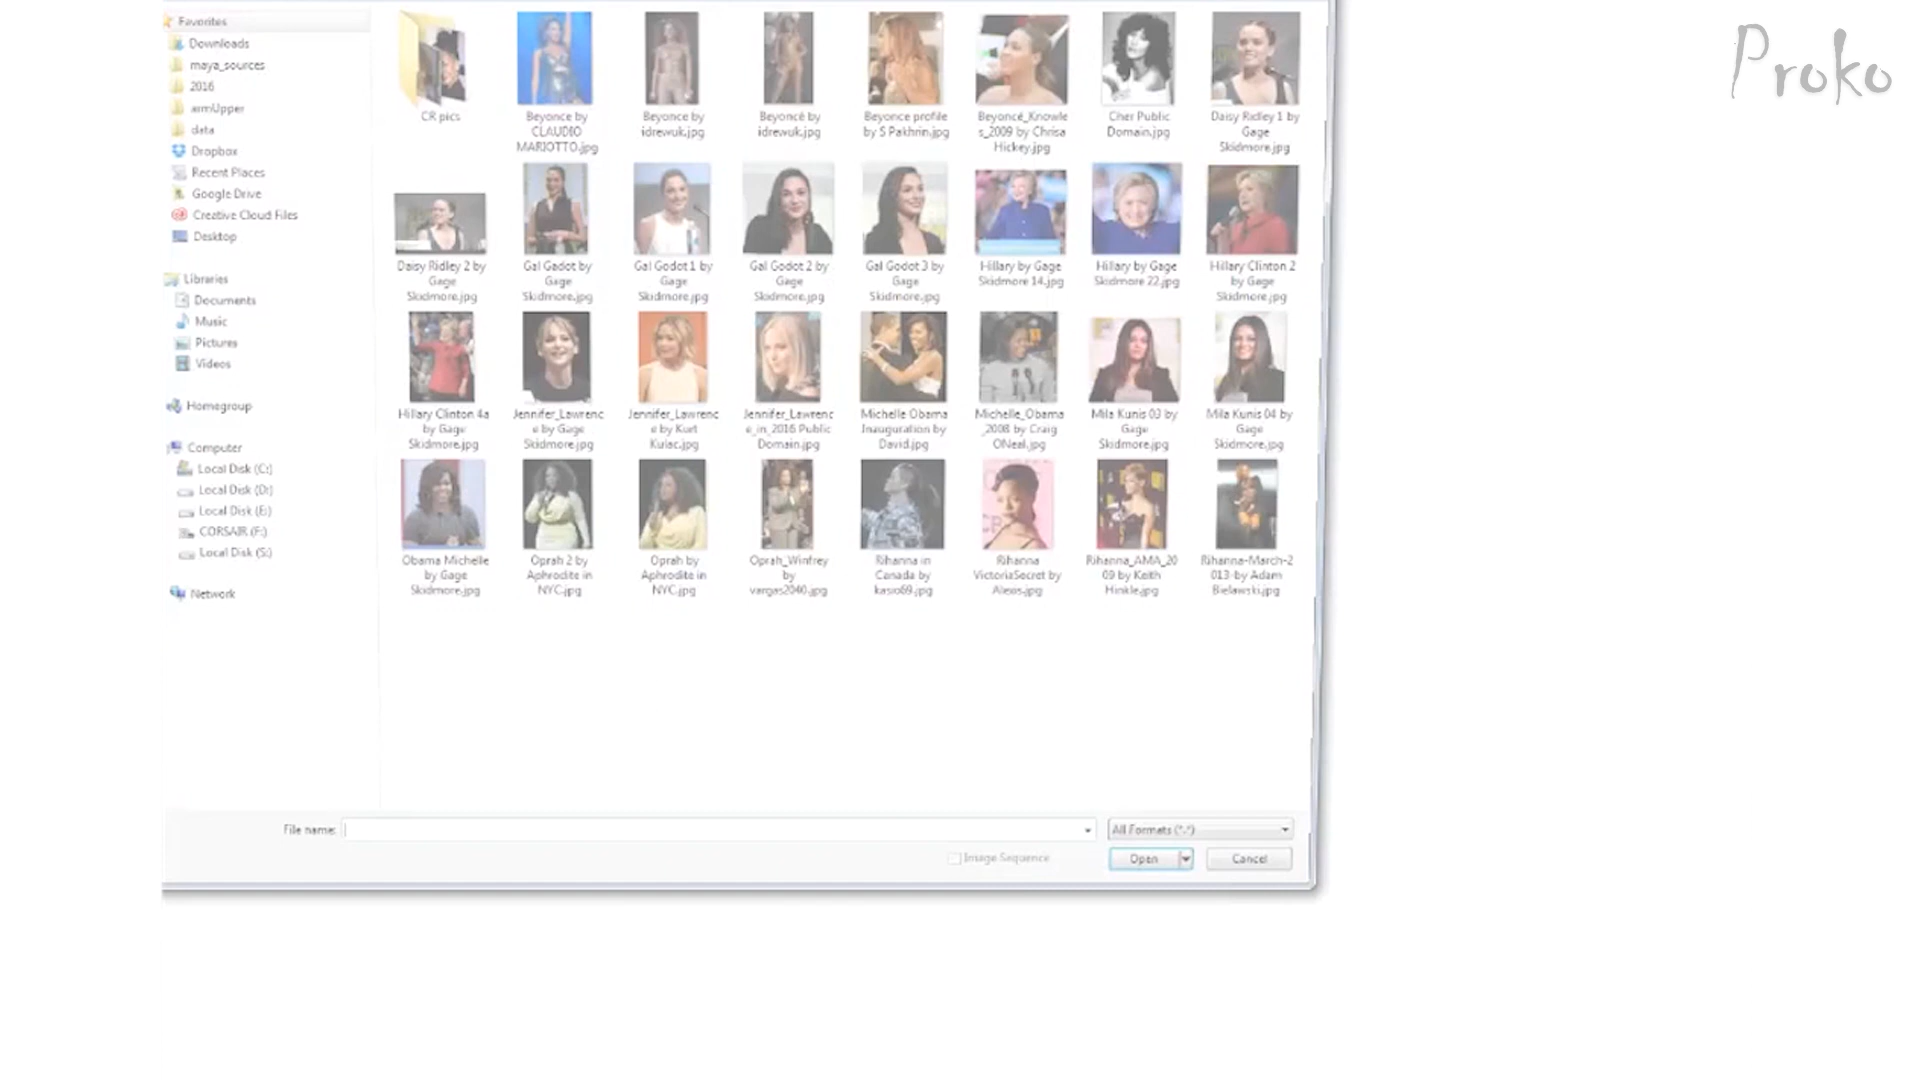 Proko
Favorites
Downloads
maya_sources
2016
armUpper
data
Dropbox
Recent Places
Google Drive
Creative Cloud Files
Desktop
Libraries
Documents
Music
Pictures
Videos
Homegroup
Computer
Local Disk (C:)
Local Disk (D:)
Local Disk (E:)
CORSAIR (F:)
Local Disk (S:)
Network
CR pics
Beyonce by
CLAUDIO
MARIOTTO.jpg
Beyonce by
idrewuk.jpg
Beyoncé by
idrewuk.jpg
Beyonce profile
by S Pakhrin.jpg
Beyoncé_Knowle
s_2009 by Chrisa
Hickey.jpg
Cher Public
Domain.jpg
Daisy Ridley 1 by
Gage
Skidmore.jpg
Daisy Ridley 2 by
Gage
Skidmore.jpg
Gal Gadot by
Gage
Skidmore.jpg
Gal Godot 1 by
Gage
Skidmore.jpg
Gal Godot 2 by
Gage
Skidmore.jpg
Gal Godot 3 by
Gage
Skidmore.jpg
Hillary by Gage
Skidmore 14.jpg
Hillary by Gage
Skidmore 22.jpg
Hillary Clinton 2
by Gage
Skidmore.jpg
Hillary Clinton 4a
by Gage
Skidmore.jpg
Jennifer_Lawrenc
e by Gage
Skidmore.jpg
Jennifer_Lawrenc
e by Kurt
Kulac.jpg
Jennifer_Lawrenc
e_in_2016 Public
Domain.jpg
Michelle Obama
Inauguration by
David.jpg
Michelle_Obama
_2008 by Craig
ONeal.jpg
Mila Kunis 03 by
Gage
Skidmore.jpg
Mila Kunis 04 by
Gage
Skidmore.jpg
Obama Michelle
by Gage
Skidmore.jpg
Oprah 2 by
Aphrodite in
NYC.jpg
Oprah by
Aphrodite in
NYC.jpg
Oprah_Winfrey
by
vargas2040.jpg
Rihanna in
Canada by
kasio69.jpg
Rihanna
VictoriaSecret by
Alexis.jpg
Rihanna_AMA_20
09 by Keith
Hinkle.jpg
Rihanna-March-2
013-by Adam
Bielawski.jpg
File name:
All Formats (*.*)
Image Sequence
Open
Cancel